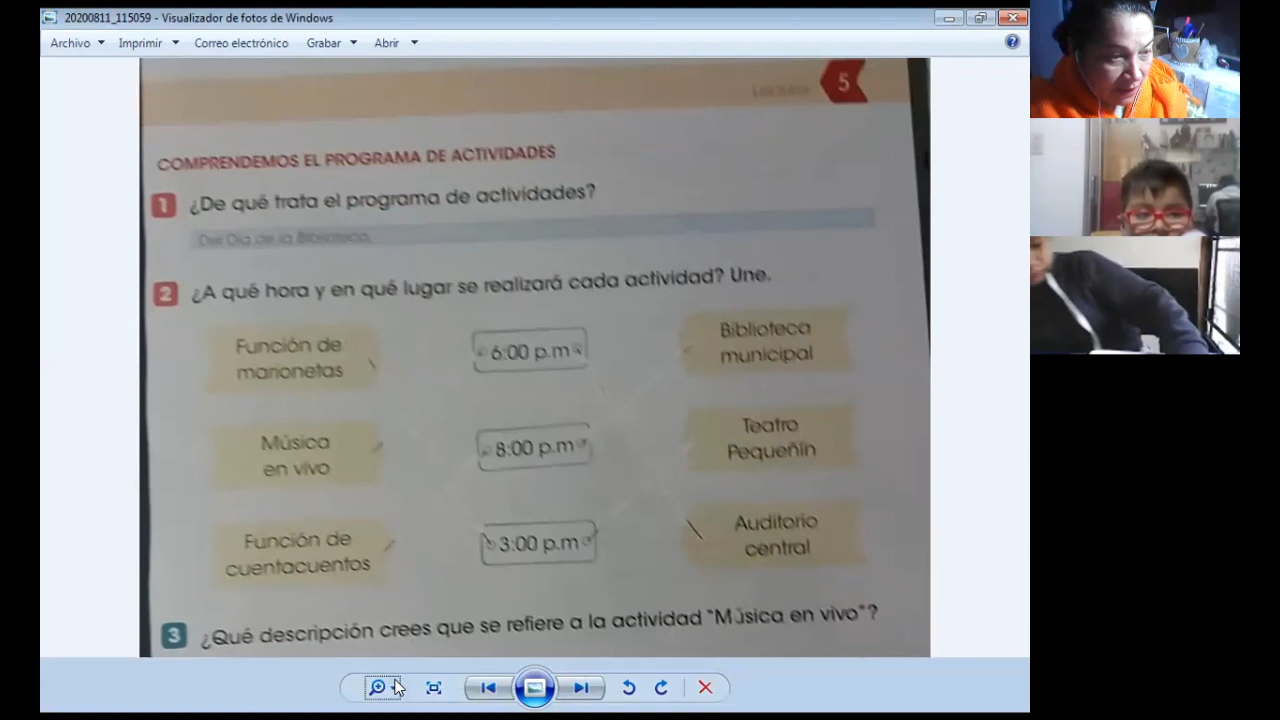 20200811_115059 - Visualizador de fotos de Windows
Archivo Imprimir Correo electrónico Grabar Abrir
Lectura 5
COMPRENDEMOS EL PROGRAMA DE ACTIVIDADES
1 ¿De qué trata el programa de actividades?
Del Día de la Biblioteca
2 ¿A qué hora y en qué lugar se realizará cada actividad? Une.
Función de
marionetas
6:00 p.m
Biblioteca
municipal
Música
en vivo
8:00 p.m
Teatro
Pequeñín
Función de
cuentacuentos
3:00 p.m
Auditorio
central
3 ¿Qué descripción crees que se refiere a la actividad "Música en vivo"?